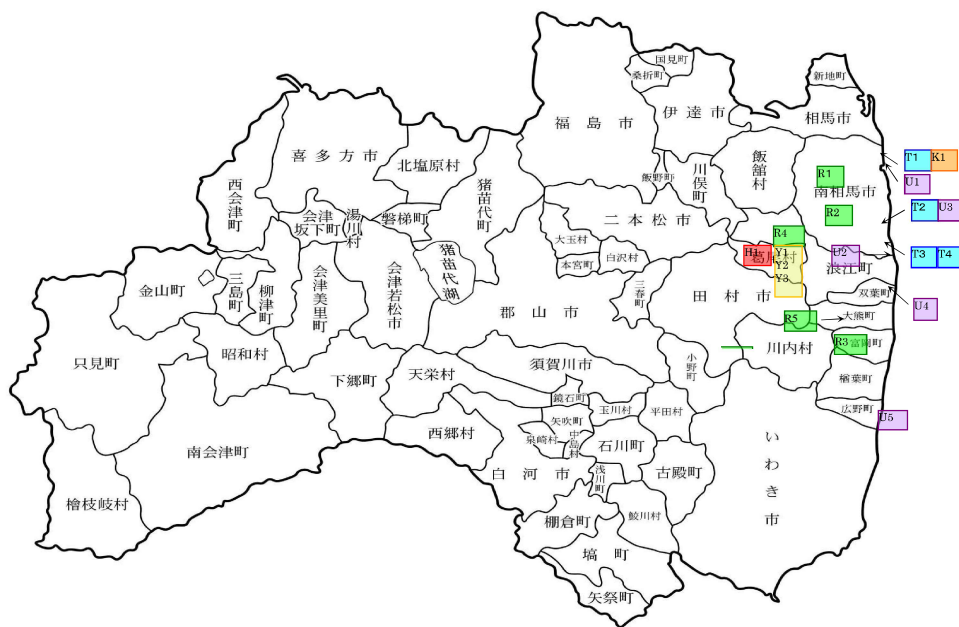 国見町
桑折町
新地町
伊達市
相馬市
福島市
喜多方市
北塩原村
飯舘村
T1 K1
川俣町
飯野町
R1
U1
西会津町
猪苗代町
南相馬市
会津坂下町
湯川村
磐梯町
二本松市
R2
T2 U3
大玉村
R4
白沢村
本宮町
H1
葛尾村
Y1
Y2
Y3
U2
浪江町
T3 T4
猪苗代湖
金山町
三島町
柳津町
会津美里町
会津若松市
三春町
田村市
双葉町
郡山市
U4
R5
大熊町
只見町
昭和村
川内村
R3
富岡町
下郷町
天栄村
須賀川市
小野町
楢葉町
鏡石町
玉川村
平田村
広野町
矢吹町
U5
西郷村
泉崎村
中島村
石川町
いわき市
南会津町
白河市
浅川町
古殿町
檜枝岐村
棚倉町
鮫川村
塙町
矢祭町